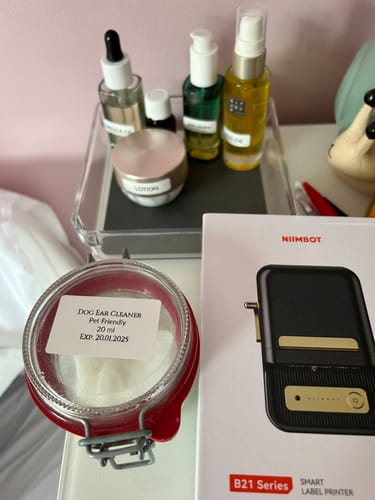 LOTION
NIIMBOT
Dog Ear Cleaner
Pet Friendly
20 ml
Exp. 20.01.2025
B21 Series
SMART
LABEL PRINTER